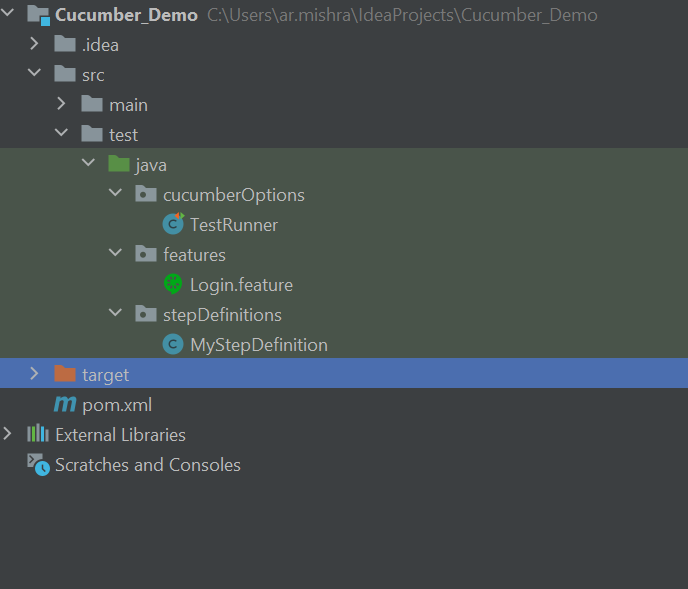 Cucumber_Demo C:\Users\ar.mishra\IdeaProjects\Cucumber_Demo
.idea
src
main
test
java
cucumberOptions
TestRunner
features
Login.feature
stepDefinitions
MyStepDefinition
target
pom.xml
External Libraries
Scratches and Consoles